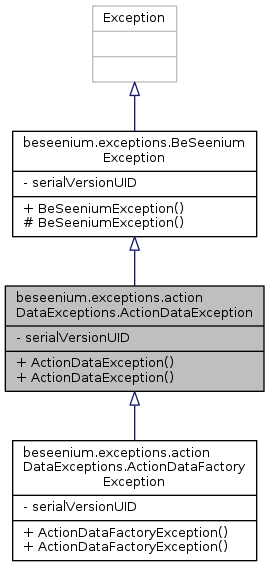 Exception
beseenium.exceptions.BeSeenium
Exception
- serialVersionUID
+ BeSeeniumException()
# BeSeeniumException()
beseenium.exceptions.action
DataExceptions.ActionDataException
- serialVersionUID
+ ActionDataException()
+ ActionDataException()
beseenium.exceptions.action
DataExceptions.ActionDataFactory
Exception
- serialVersionUID
+ ActionDataFactoryException()
+ ActionDataFactoryException()